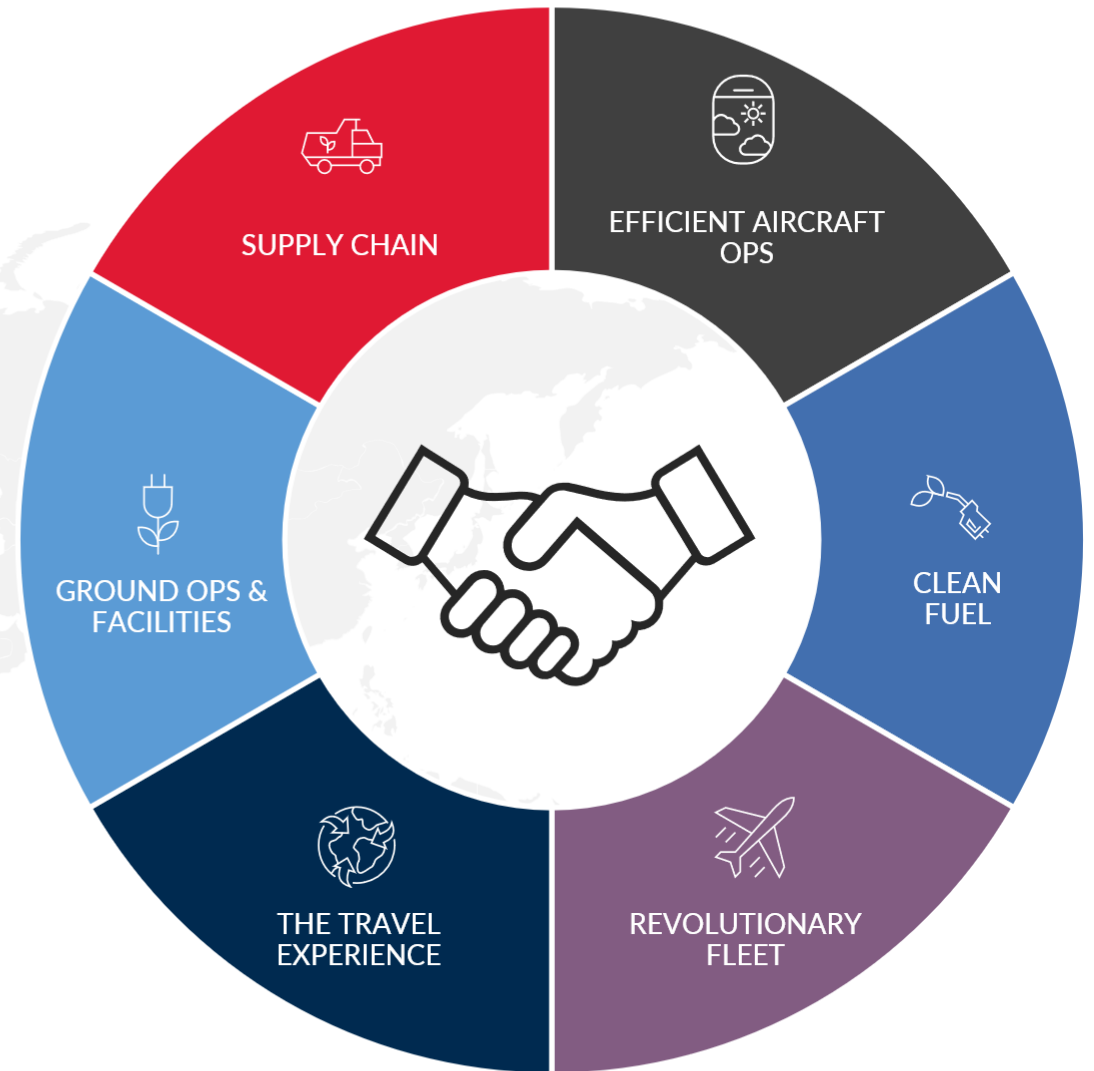 SUPPLY CHAIN
EFFICIENT AIRCRAFT
OPS
GROUND OPS &
FACILITIES
CLEAN
FUEL
THE TRAVEL
EXPERIENCE
REVOLUTIONARY
FLEET